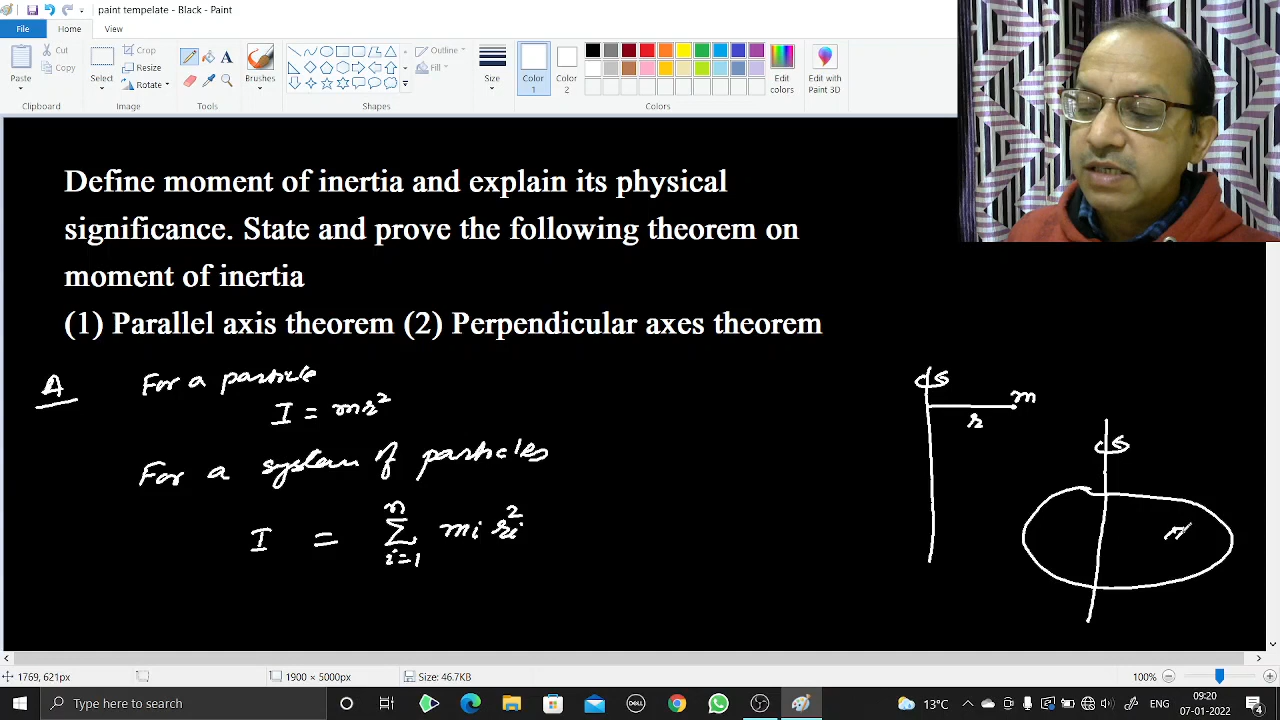 paint tempelate - Black - Paint
File
Home
View
Paste
Cut
Copy
Clipboard
Select
Crop
Resize
Rotate
Image
A
Tools
Brushes
Shapes
Outline
Fill
Size
Color 1
Color 2
Colors
Edit colors
Edit with Paint 3D
Define moment of inertia and explain its physical
significance. State and prove the following theorem on
moment of inertia
(1) Parallel axis theorem (2) Perpendicular axes theorem
A For a particle
I = mr²
For a system of particles
I = ∑ⁿᵢ₌₁ mᵢ rᵢ²
m
r
1769, 621px
1900 × 5000px
Size: 46.7KB
100%
Type here to search
DELL
13°C
ENG
09:20
07-01-2022
4